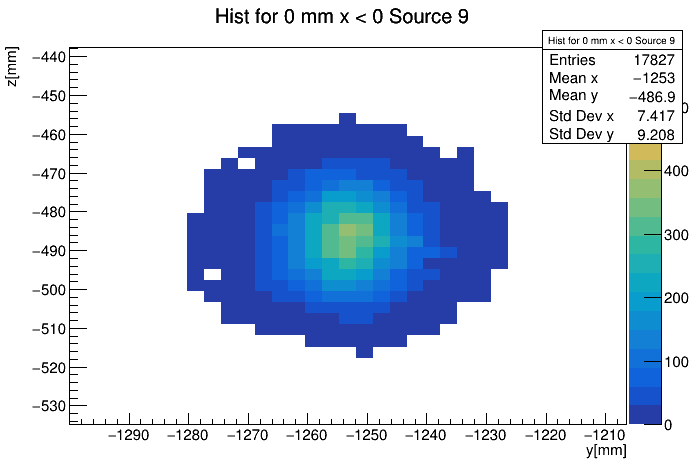 Hist for 0 mm x < 0 Source 9
z[mm]
Hist for 0 mm x < 0 Source 9
Entries 17827
Mean x −1253
Mean y −486.9
Std Dev x 7.417
Std Dev y 9.208
−440
−450
−460
−470
−480
−490
−500
−510
−520
−530
−1290
−1280
−1270
−1260
−1250
−1240
−1230
−1220
−1210
y[mm]
400
300
200
100
0